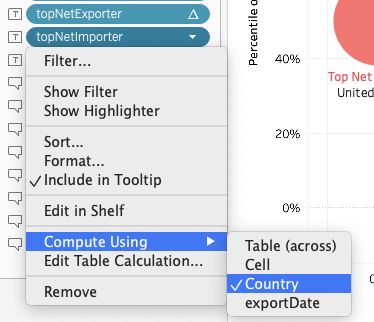 T topNetExporter
T topNetImporter
T
Filter...
Show Filter
Show Highlighter
Sort...
Format...
✓ Include in Tooltip
Edit in Shelf
Compute Using
Edit Table Calculation...
Remove
Table (across)
Cell
✓ Country
exportDate
Percentile o
40%
Top Net
United
20%
0%